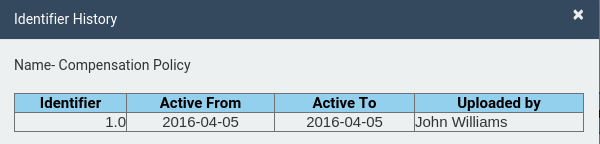 Identifier History ×
Name- Compensation Policy
Identifier Active From Active To Uploaded by
1.0 2016-04-05 2016-04-05 John Williams